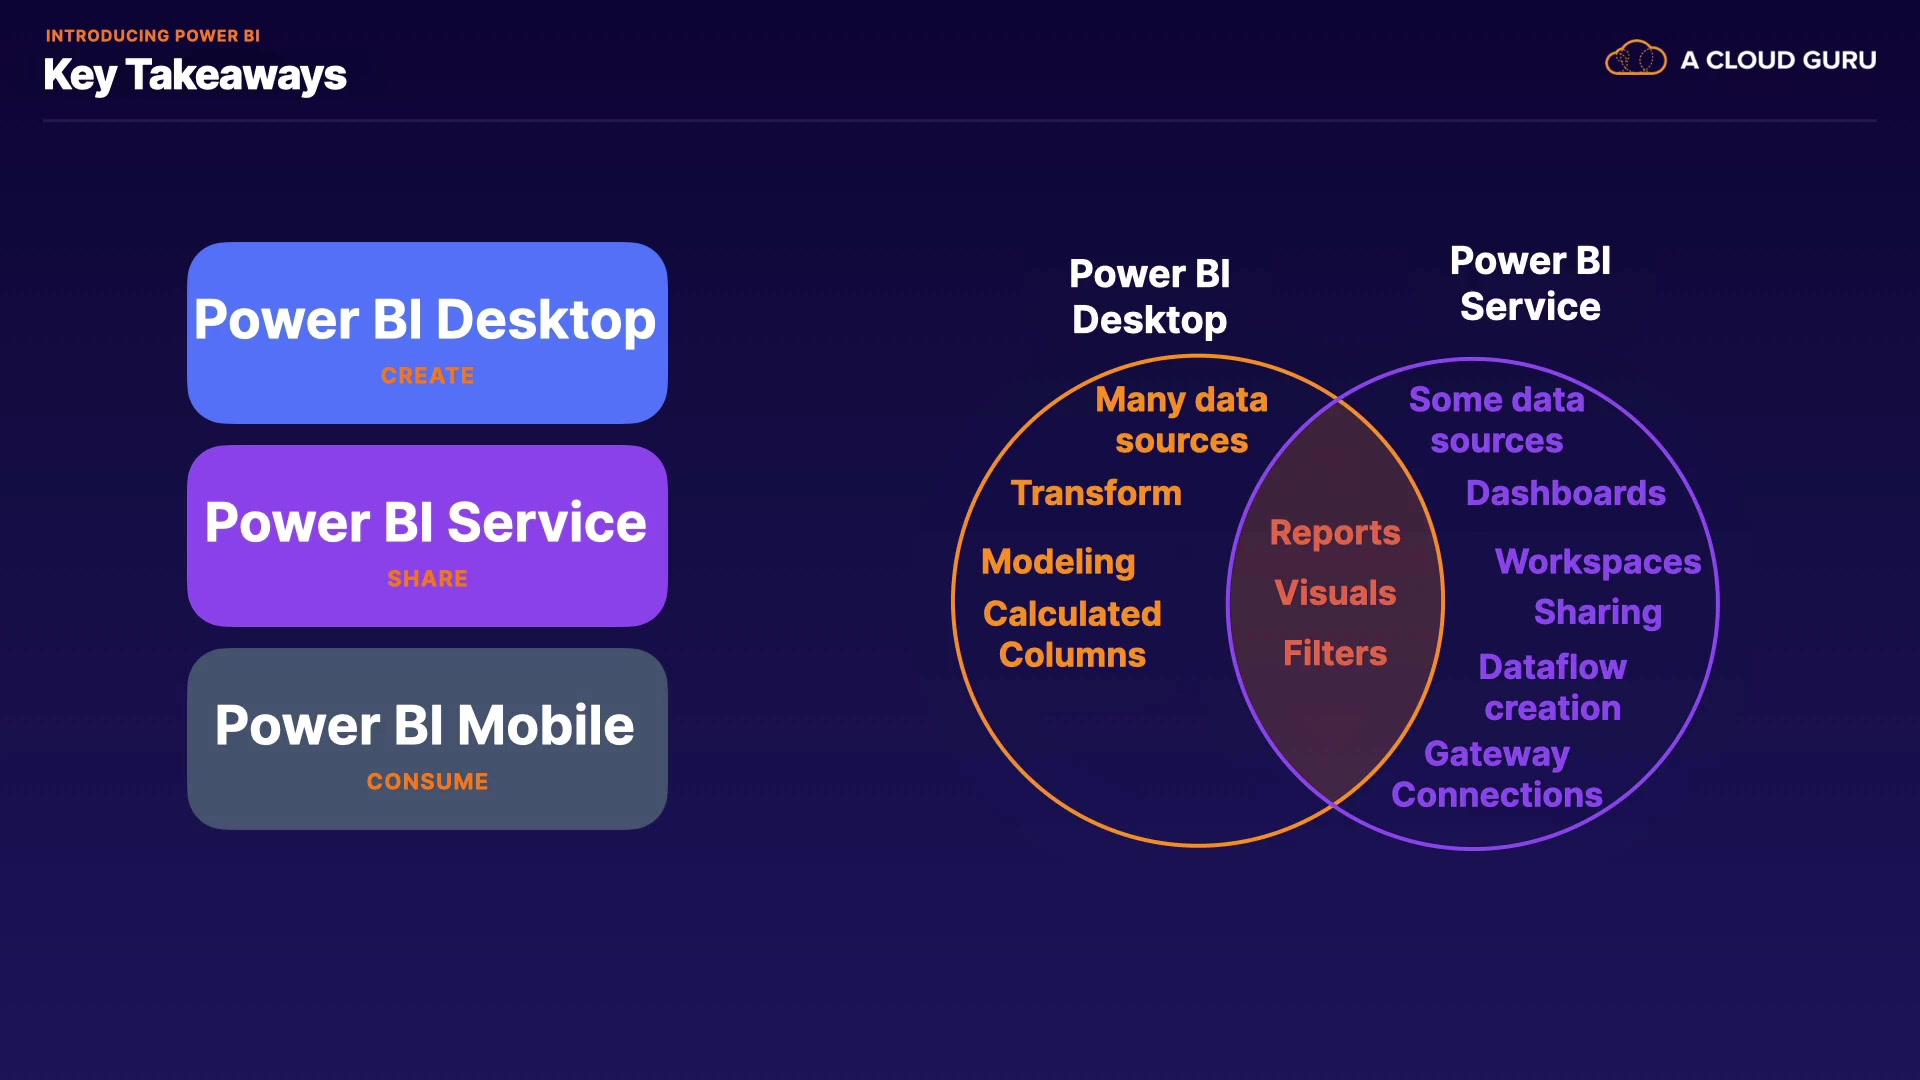 INTRODUCING POWER BI
Key Takeaways
A CLOUD GURU
Power BI Desktop
CREATE
Power BI Service
SHARE
Power BI Mobile
CONSUME
Power BI
Desktop
Many data
sources
Transform
Modeling
Calculated
Columns
Reports
Visuals
Filters
Power BI
Service
Some data
sources
Dashboards
Workspaces
Sharing
Dataflow
creation
Gateway
Connections